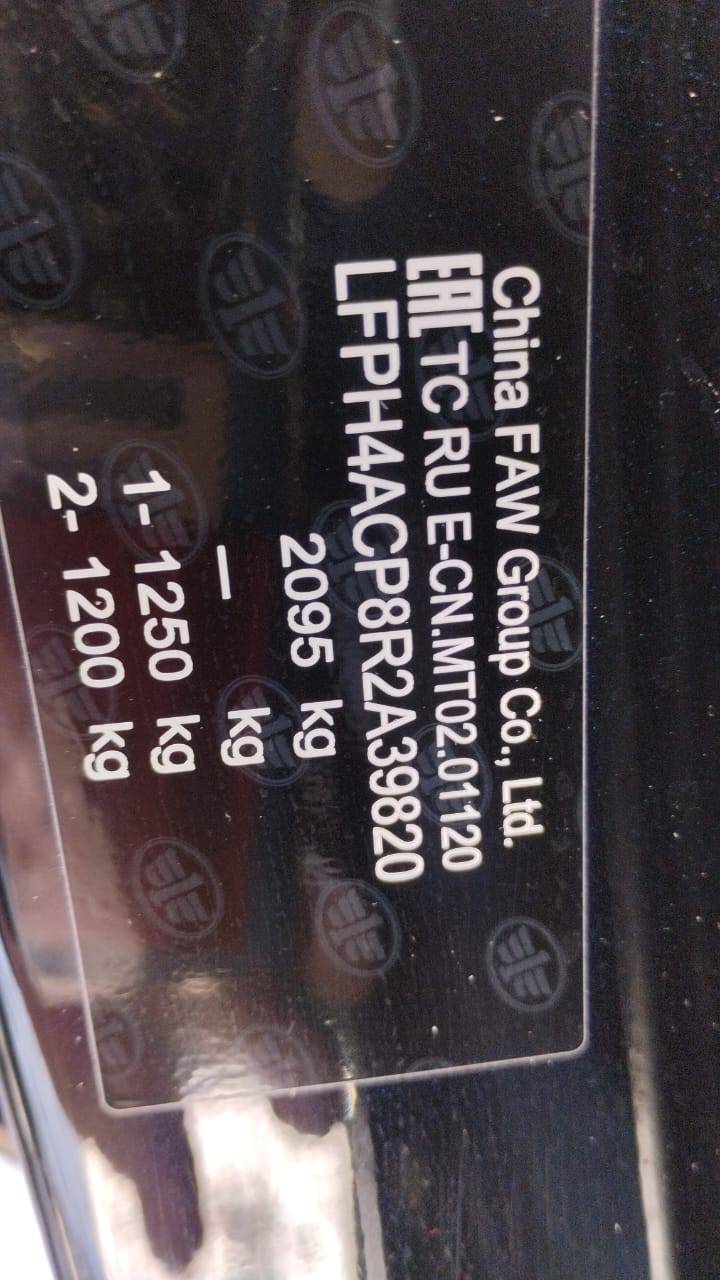 China FAW Group Co., Ltd.
EAC TC RU E-CN.MT02.01120
LFPH4ACP8R2A39820
2095 kg
— kg
1- 1250 kg
2- 1200 kg